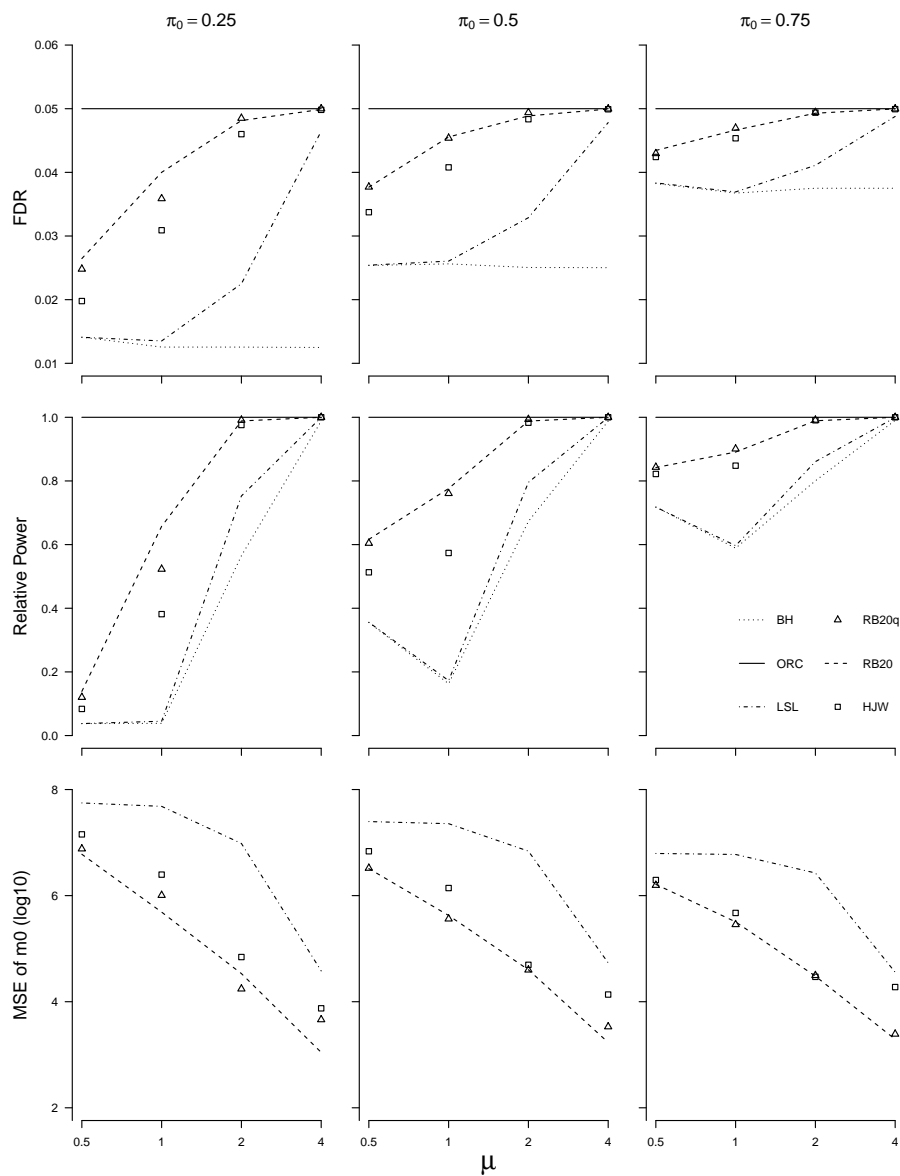 π0 = 0.25
π0 = 0.5
π0 = 0.75
FDR
0.06
0.05
0.04
0.03
0.02
0.01
Relative Power
1.0
0.8
0.6
0.4
0.2
0.0
BH
RB20q
ORC
RB20
LSL
HJW
MSE of m0 (log10)
8
6
4
2
0.5 1 2 4
0.5 1 2 4
0.5 1 2 4
μ